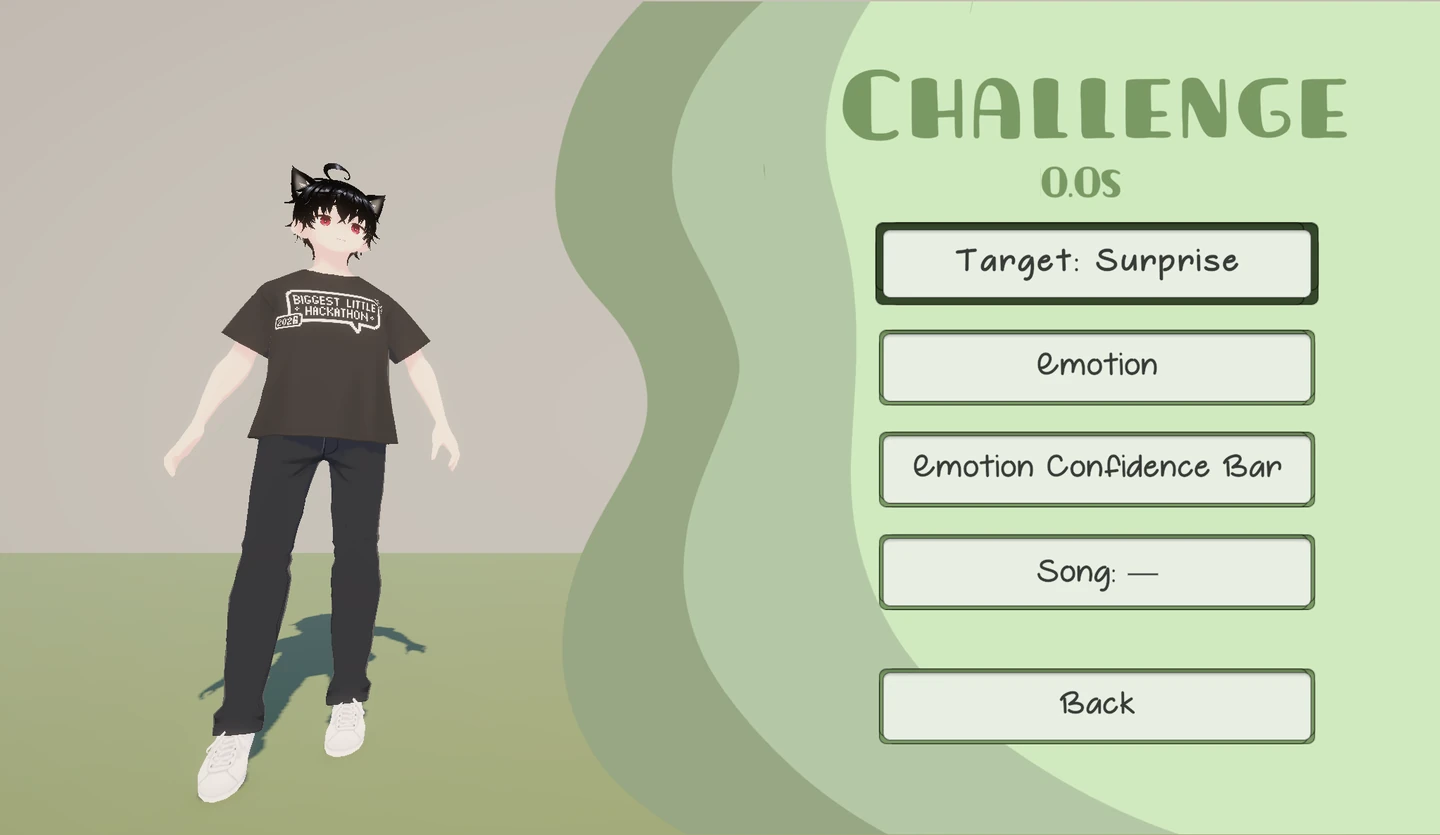 CHALLENGE
0.0s
Target: Surprise
Emotion
Emotion Confidence Bar
Song: —
Back
BIGGEST LITTLE
HACKATHON
2026